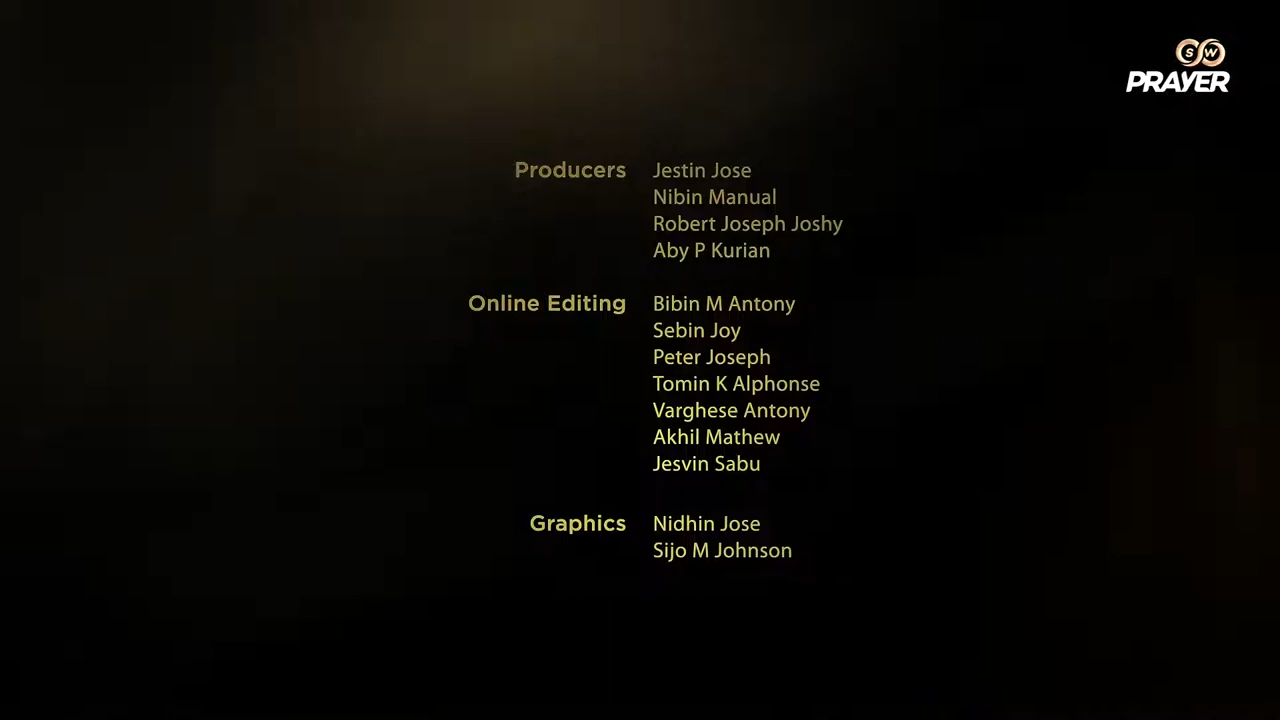 SW
PRAYER
Producers Jestin Jose
Nibin Manual
Robert Joseph Joshy
Aby P Kurian
Online Editing Bibin M Antony
Sebin Joy
Peter Joseph
Tomin K Alphonse
Varghese Antony
Akhil Mathew
Jesvin Sabu
Graphics Nidhin Jose
Sijo M Johnson